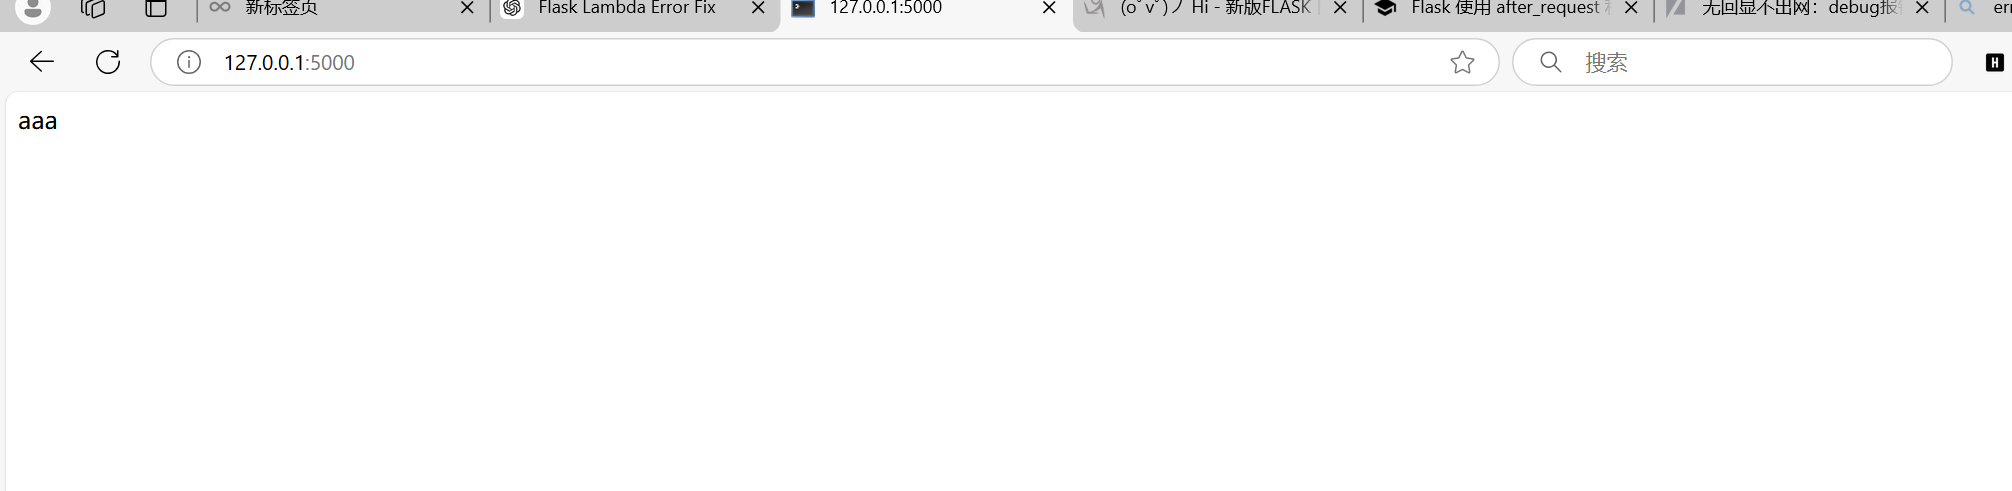 新标签页 Flask Lambda Error Fix 127.0.0.1:5000 (o゚v゚)ノ Hi - 新版FLASK Flask 使用 after_request 无回显不出网：debug报
127.0.0.1:5000 搜索 H
aaa